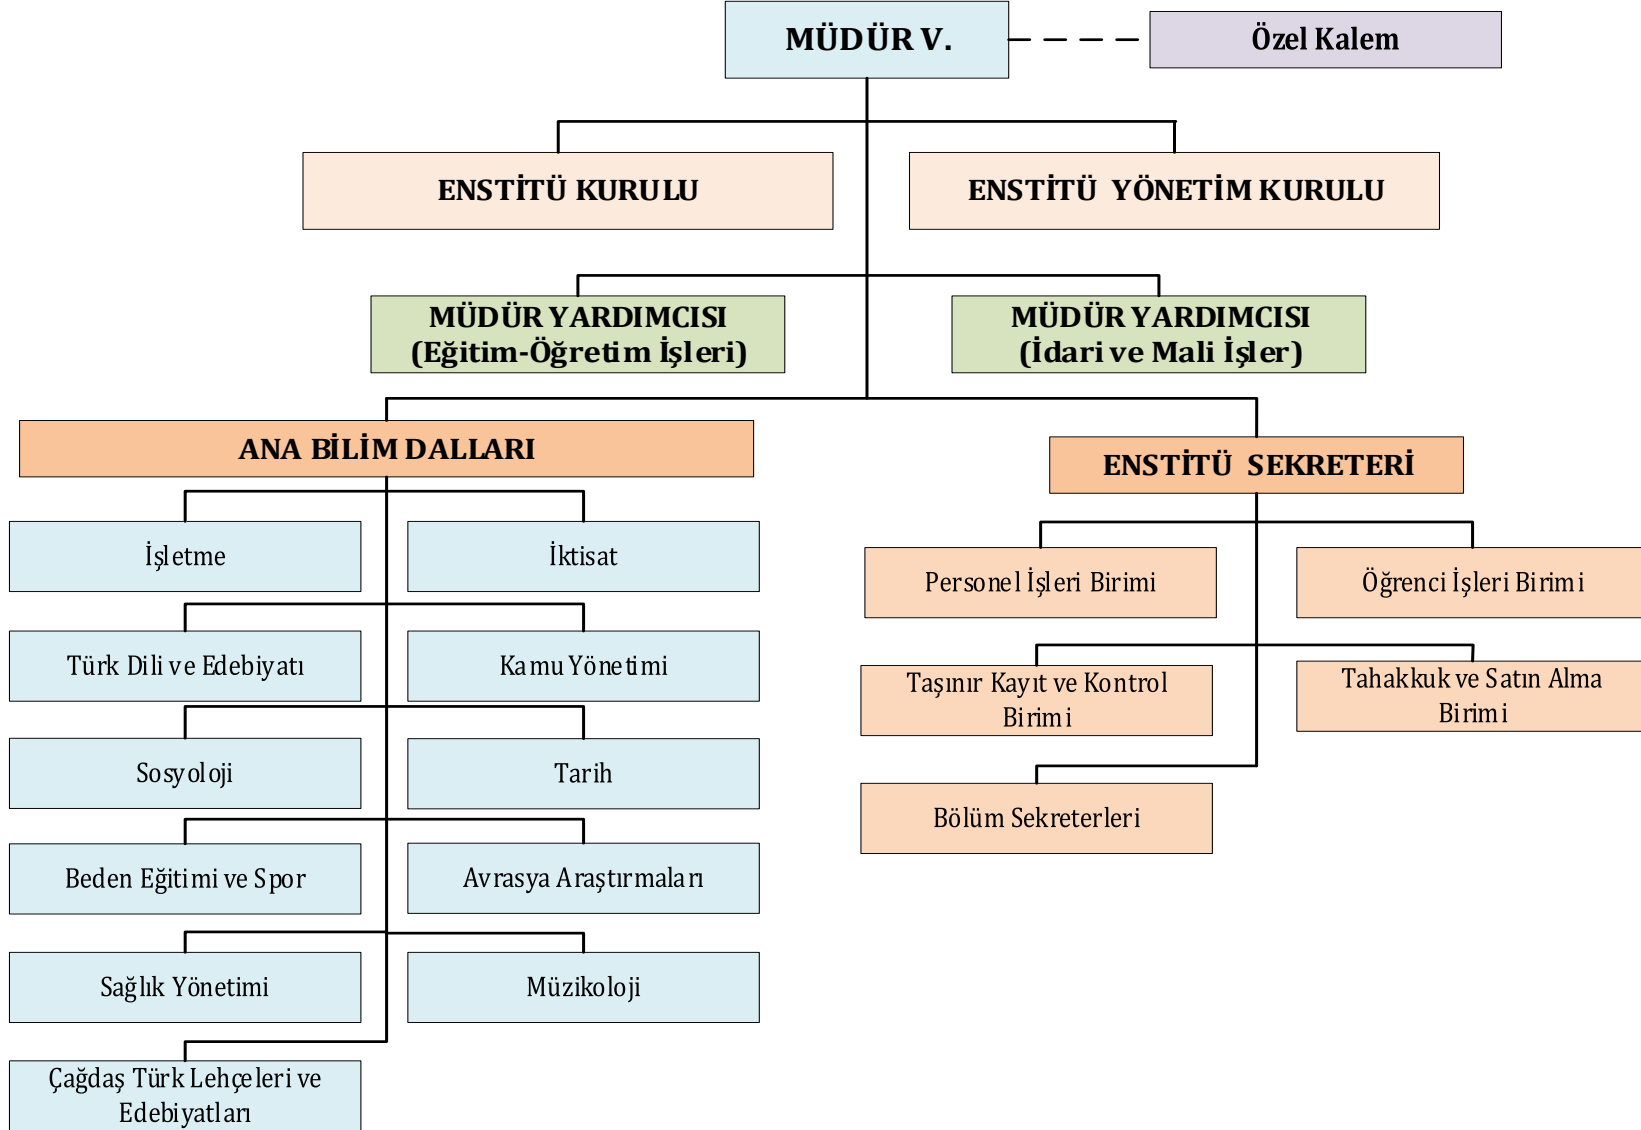 MÜDÜR V.
Özel Kalem
ENSTİTÜ KURULU
ENSTİTÜ YÖNETİM KURULU
MÜDÜR YARDIMCISI
(Eğitim-Öğretim İşleri)
MÜDÜR YARDIMCISI
(İdari ve Mali İşler)
ANA BİLİM DALLARI
ENSTİTÜ SEKRETERİ
İşletme
İktisat
Personel İşleri Birimi
Öğrenci İşleri Birimi
Türk Dili ve Edebiyatı
Kamu Yönetimi
Taşınır Kayıt ve Kontrol
Birimi
Tahakkuk ve Satın Alma
Birimi
Sosyoloji
Tarih
Bölüm Sekreterleri
Beden Eğitimi ve Spor
Avrasya Araştırmaları
Sağlık Yönetimi
Müzikoloji
Çağdaş Türk Lehçeleri ve
Edebiyatları